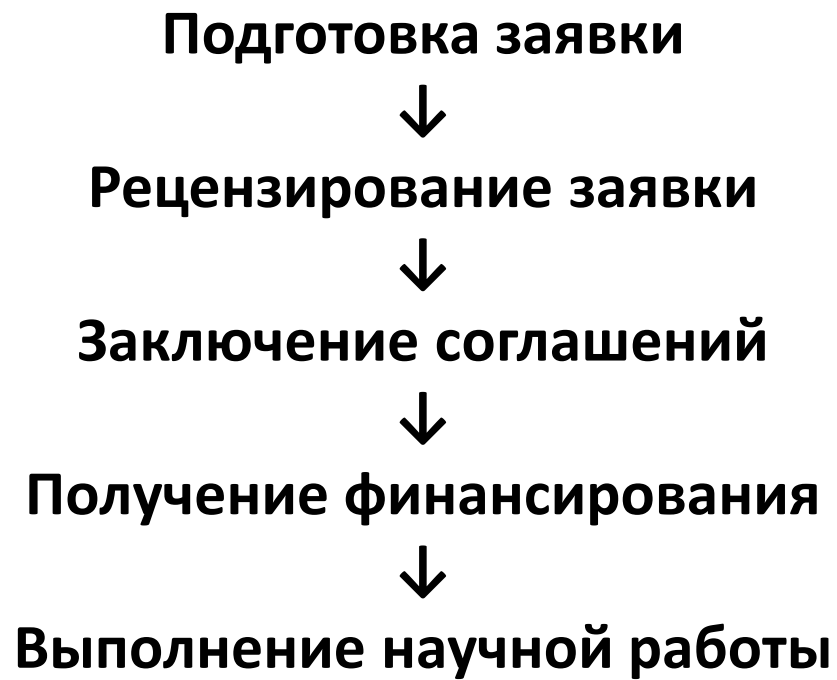 Подготовка заявки
↓
Рецензирование заявки
↓
Заключение соглашений
↓
Получение финансирования
↓
Выполнение научной работы